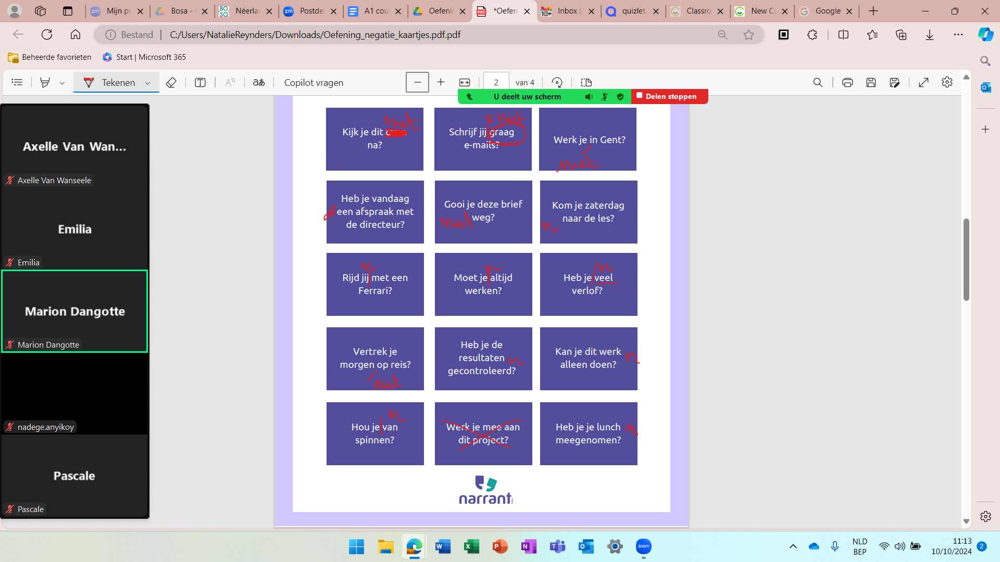 Mijn pr
Bosa -
Néerlar
Postdee
A1 cour
Oefenin
*Oefen
Inbox (
quizlet.
Classro
New Co
Google
Bestand
C:/Users/NatalieReynders/Downloads/Oefening_negatie_kaartjes.pdf.pdf
Beheerde favorieten
Start | Microsoft 365
Tekenen
Copilot vragen
2
van 4
U deelt uw scherm
Delen stoppen
Axelle Van Wan...
Axelle Van Wanseele
Emilia
Emilia
Marion Dangotte
Marion Dangotte
nadege.anyikoy
Pascale
Pascale
niet
Kijk je dit
na?
niet
Schrijf jij graag
e-mails?
Werk je in Gent?
niet
Heb je vandaag
een afspraak met
de directeur?
Gooi je deze brief
weg?
niet
Kom je zaterdag
naar de les?
n
n
Rijd jij met een
Ferrari?
n
Moet je altijd
werken?
n
Heb je veel
verlof?
Vertrek je
morgen op reis?
niet
Heb je de
resultaten
n
gecontroleerd?
Kan je dit werk
alleen doen?
n
n
Hou je van
spinnen?
Werk je mee aan
dit project?
Heb je je lunch
meegenomen?
n
narrant
NLD
BEP
11:13
10/10/2024
2
zoom